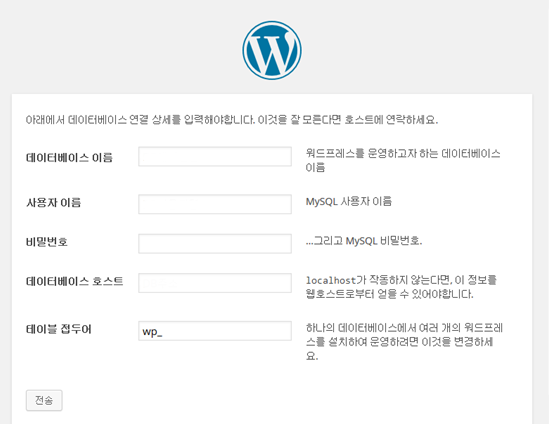 아래에서 데이터베이스 연결 상세를 입력해야합니다. 이것을 잘 모른다면 호스트에 연락하세요.
데이터베이스 이름
워드프레스를 운영하고자 하는 데이터베이스
이름
사용자 이름
MySQL 사용자 이름
비밀번호
...그리고 MySQL 비밀번호.
데이터베이스 호스트
localhost가 작동하지 않는다면, 이 정보를
웹호스트로부터 얻을 수 있어야합니다.
테이블 접두어
wp_
하나의 데이터베이스에서 여러 개의 워드프레
스를 설치하여 운영하려면 이것을 변경하세
요.
전송